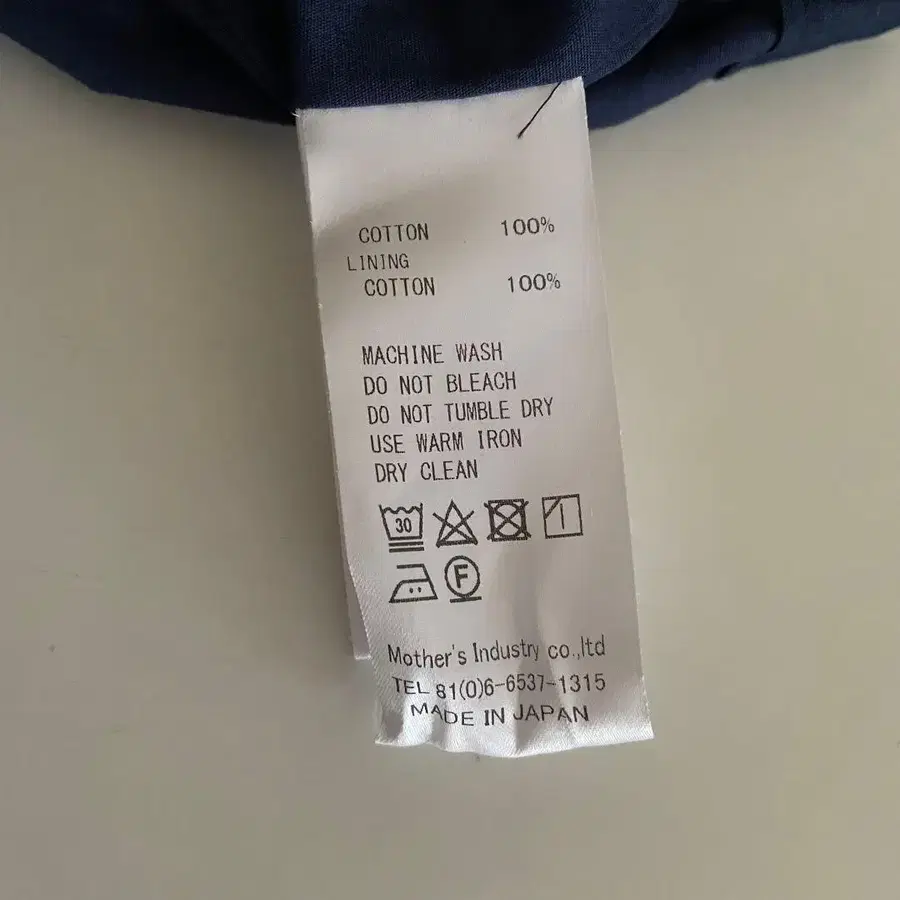 COTTON 100%
LINING
COTTON 100%
MACHINE WASH
DO NOT BLEACH
DO NOT TUMBLE DRY
USE WARM IRON
DRY CLEAN
30
F
Mother's Industry co.,ltd
TEL 81(0)6-6537-1315
MADE IN JAPAN